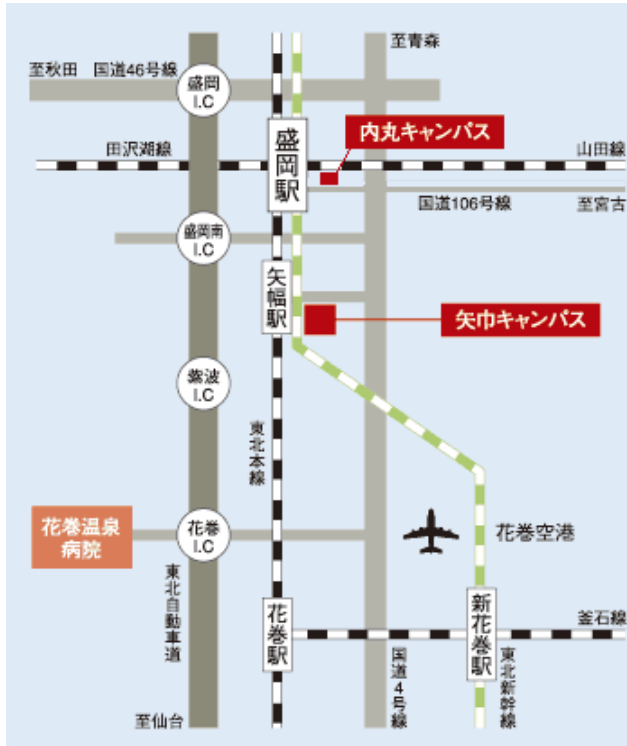 至青森
至秋田 国道46号線
盛岡
I.C
内丸キャンパス
田沢湖線
盛岡駅
山田線
国道106号線
至宮古
盛岡南
I.C
矢幅駅
矢巾キャンパス
紫波
I.C
東北本線
花巻温泉
病院
花巻
I.C
花巻空港
東北自動車道
花巻駅
新花巻駅
釜石線
国道4号線
東北新幹線
至仙台